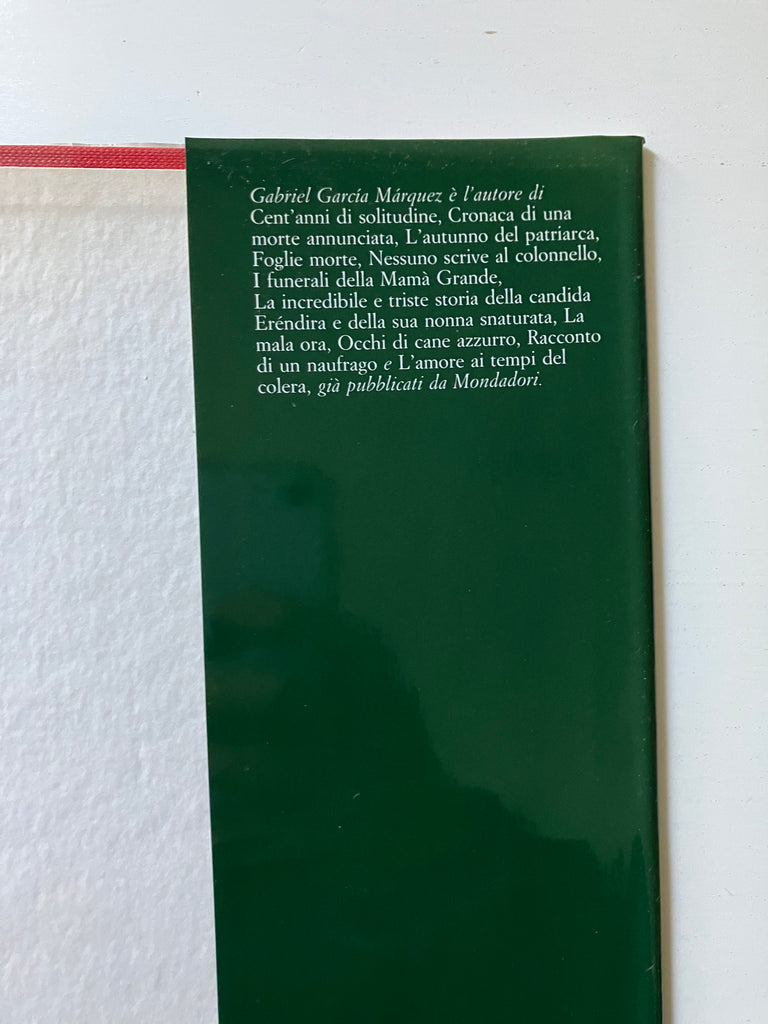 Gabriel García Márquez è l'autore di
Cent'anni di solitudine, Cronaca di una
morte annunciata, L'autunno del patriarca,
Foglie morte, Nessuno scrive al colonnello,
I funerali della Mamà Grande,
La incredibile e triste storia della candida
Eréndira e della sua nonna snaturata, La
mala ora, Occhi di cane azzurro, Racconto
di un naufrago e L'amore ai tempi del
colera, già pubblicati da Mondadori.